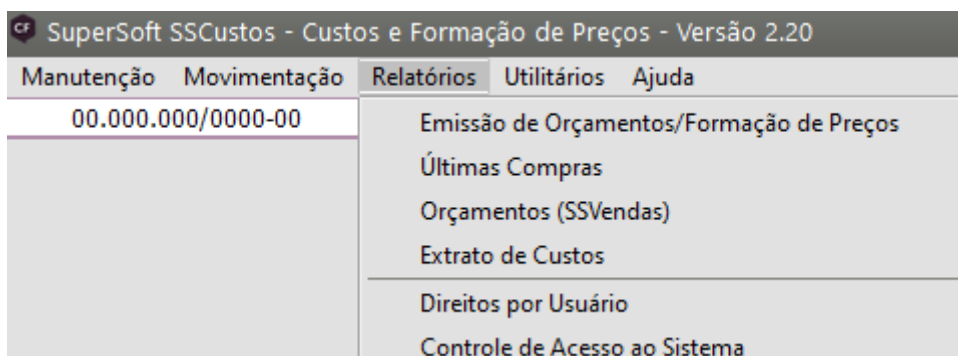 SuperSoft SSCustos - Custos e Formação de Preços - Versão 2.20
Manutenção Movimentação Relatórios Utilitários Ajuda
00.000.000/0000-00
Emissão de Orçamentos/Formação de Preços
Últimas Compras
Orçamentos (SSVendas)
Extrato de Custos
Direitos por Usuário
Controle de Acesso ao Sistema